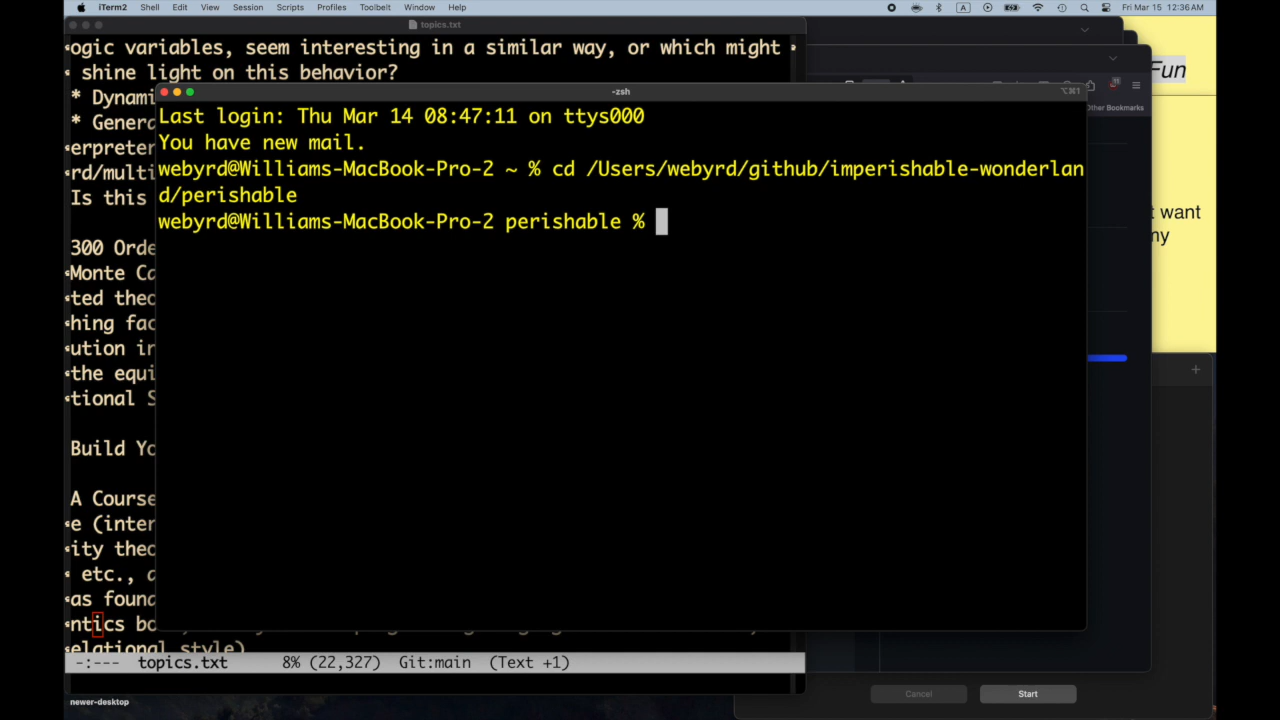 iTerm2 Shell Edit View Session Scripts Profiles Toolbelt Window Help
A
Fri Mar 15 12:36 AM
topics.txt
ogic variables, seem interesting in a similar way, or which might
shine light on this behavior?
* Dynami
* Genera
erpreter
rd/multi
Is this
300 Orde
Monte Ca
ted theo
hing fac
ution in
the equi
tional S
Build Yo
A Course
e (inter
ity theo
etc., a
as found
ntics bo
elational style)
-:--- topics.txt 8% (22,327) Git:main (Text +1)
newer-desktop
-zsh
⌥⌘1
Last login: Thu Mar 14 08:47:11 on ttys000
You have new mail.
webyrd@Williams-MacBook-Pro-2 ~ % cd /Users/webyrd/github/imperishable-wonderlan
d/perishable
webyrd@Williams-MacBook-Pro-2 perishable %
Fun
Other Bookmarks
t want
my
Cancel
Start